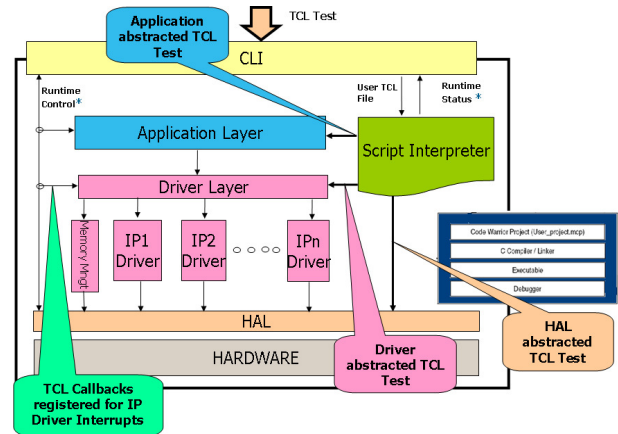 TCL Test
Application
abstracted TCL
Test
CLI
Runtime
Control*
User TCL
File
Runtime
Status *
Application Layer
Script Interpreter
Driver Layer
Memory Mngt
IP1
Driver
IP2
Driver
IPn
Driver
Code Warrior Project (User_project.mcp)
C Compiler / Linker
Executable
Debugger
HAL
HARDWARE
HAL
abstracted
TCL Test
Driver
abstracted TCL
Test
TCL Callbacks
registered for IP
Driver Interrupts